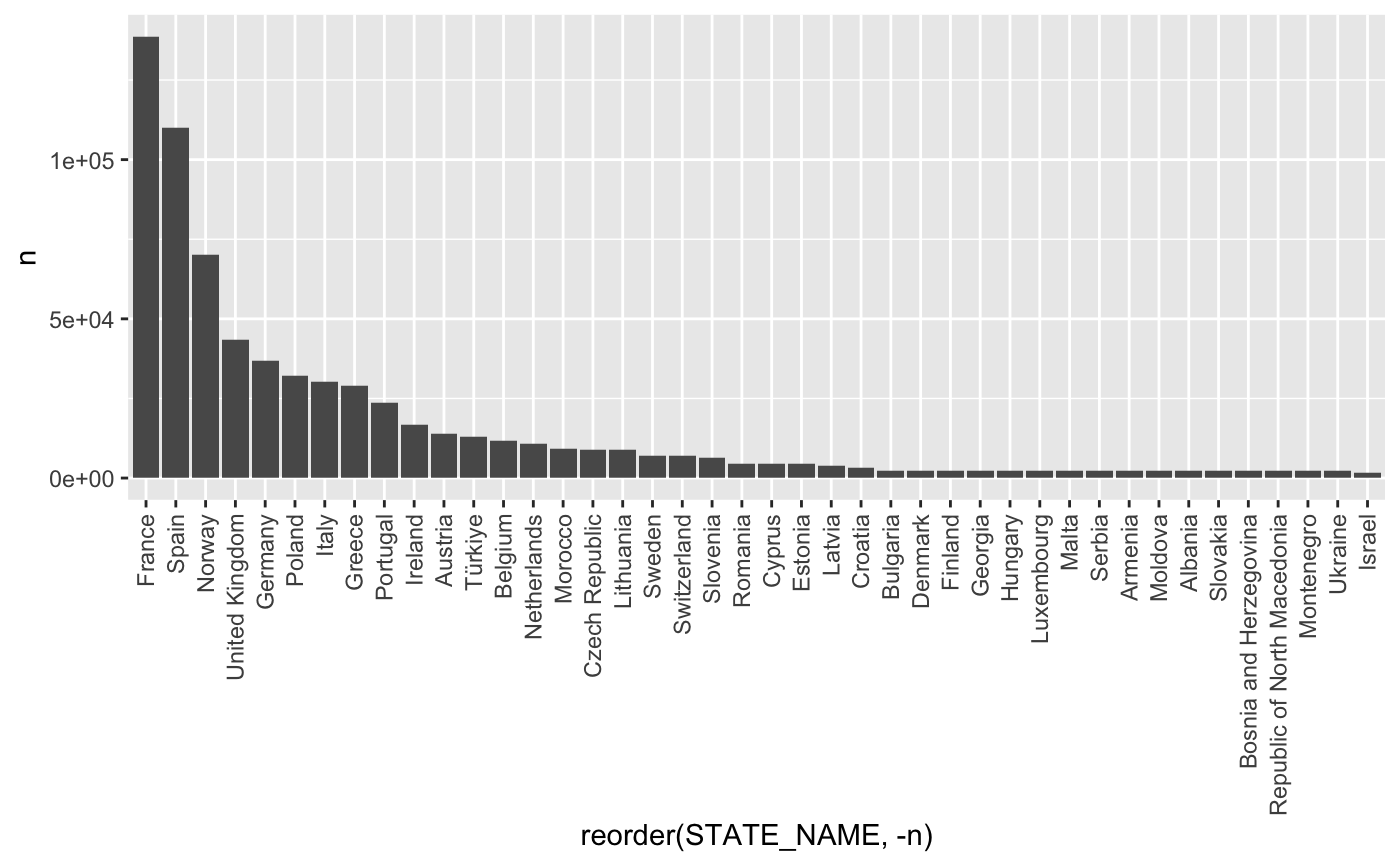 n
1e+05
5e+04
0e+00
France
Spain
Norway
United Kingdom
Germany
Poland
Italy
Greece
Portugal
Ireland
Austria
Türkiye
Belgium
Netherlands
Morocco
Czech Republic
Lithuania
Sweden
Switzerland
Slovenia
Romania
Cyprus
Estonia
Latvia
Croatia
Bulgaria
Denmark
Finland
Georgia
Hungary
Luxembourg
Malta
Serbia
Armenia
Moldova
Albania
Slovakia
Bosnia and Herzegovina
Republic of North Macedonia
Montenegro
Ukraine
Israel
reorder(STATE_NAME, -n)